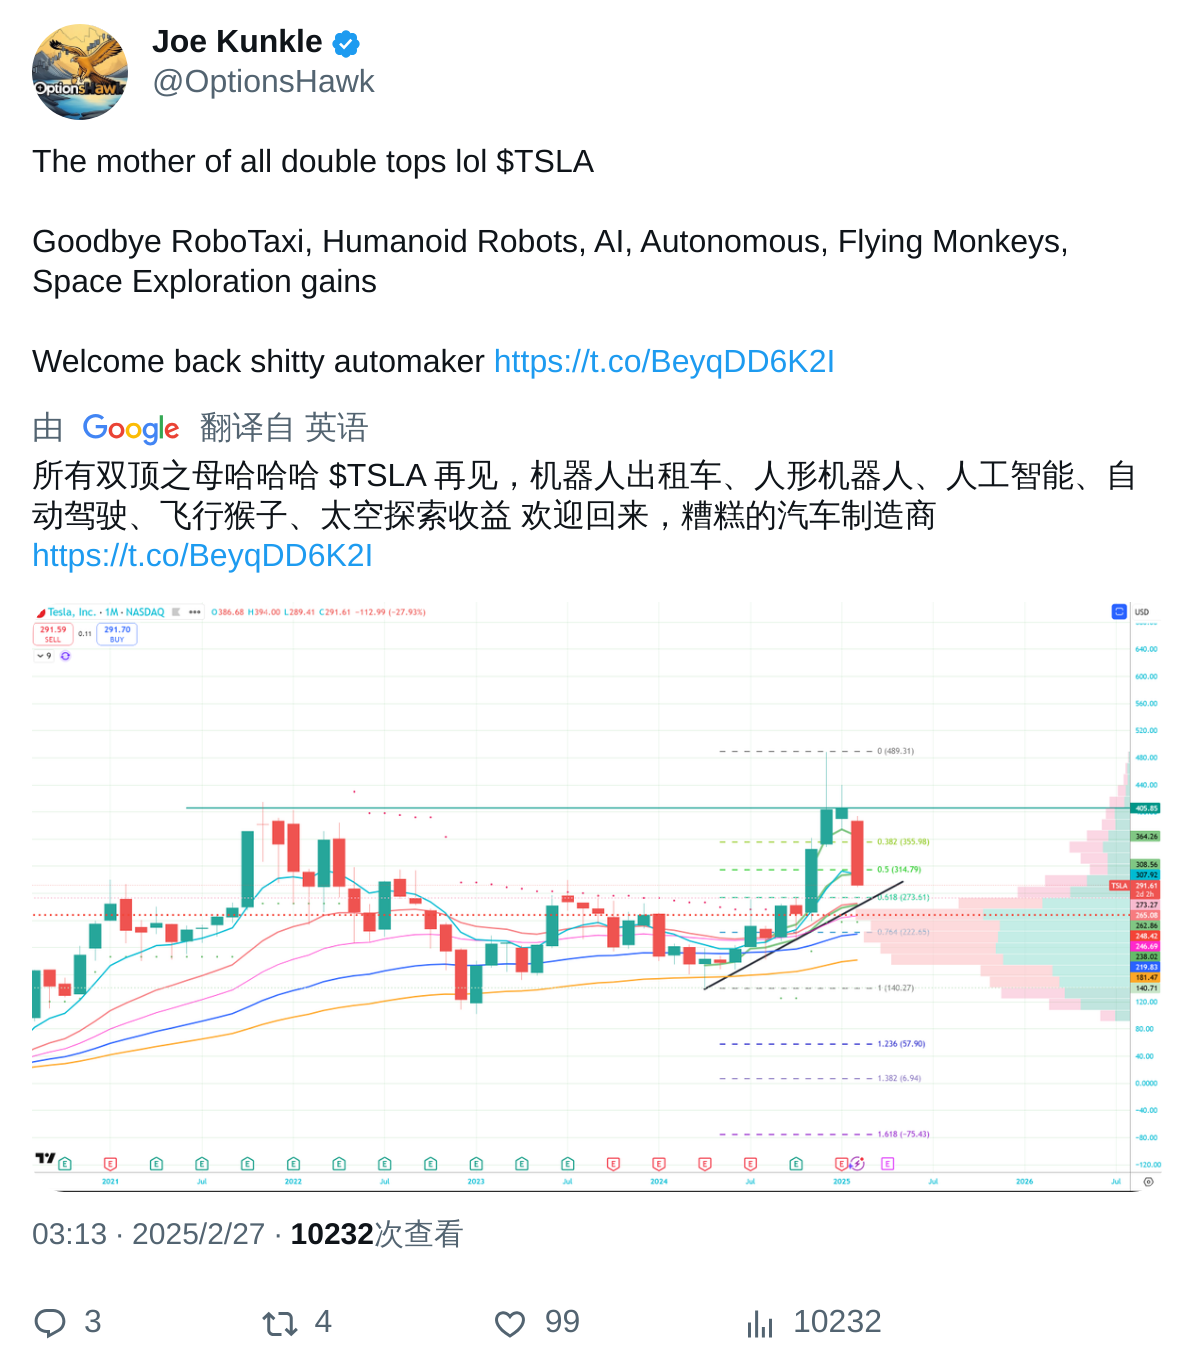 Joe Kunkle
@OptionsHawk
The mother of all double tops lol $TSLA
Goodbye RoboTaxi, Humanoid Robots, AI, Autonomous, Flying Monkeys,
Space Exploration gains
Welcome back shitty automaker https://t.co/BeyqDD6K2I
由 Google 翻译自 英语
所有双顶之母哈哈哈 $TSLA 再见，机器人出租车、人形机器人、人工智能、自
动驾驶、飞行猴子、太空探索收益 欢迎回来，糟糕的汽车制造商
https://t.co/BeyqDD6K2I
Tesla, Inc. · 1M · NASDAQ O386.68 H394.00 L289.41 C291.61 −112.99 (−27.93%)
USD
291.59 SELL 0.11 291.70 BUY
9
640.00
600.00
560.00
520.00
0 (489.31)
480.00
440.00
405.85
364.26
0.382 (355.98)
308.56
0.5 (314.79)
307.92
TSLA 291.61
2d 2h
0.618 (273.61)
273.27
265.08
262.86
0.764 (222.65)
248.42
246.69
238.02
219.83
181.47
1 (140.27)
140.71
120.00
80.00
1.236 (57.90)
40.00
1.382 (6.94)
0.0000
−40.00
1.618 (−75.43)
−80.00
−120.00
E E E E E E E E E E E E E E E E E E E
2021 Jul 2022 Jul 2023 Jul 2024 Jul 2025 Jul 2026 Jul
03:13 · 2025/2/27 · 10232次查看
3 4 99 10232